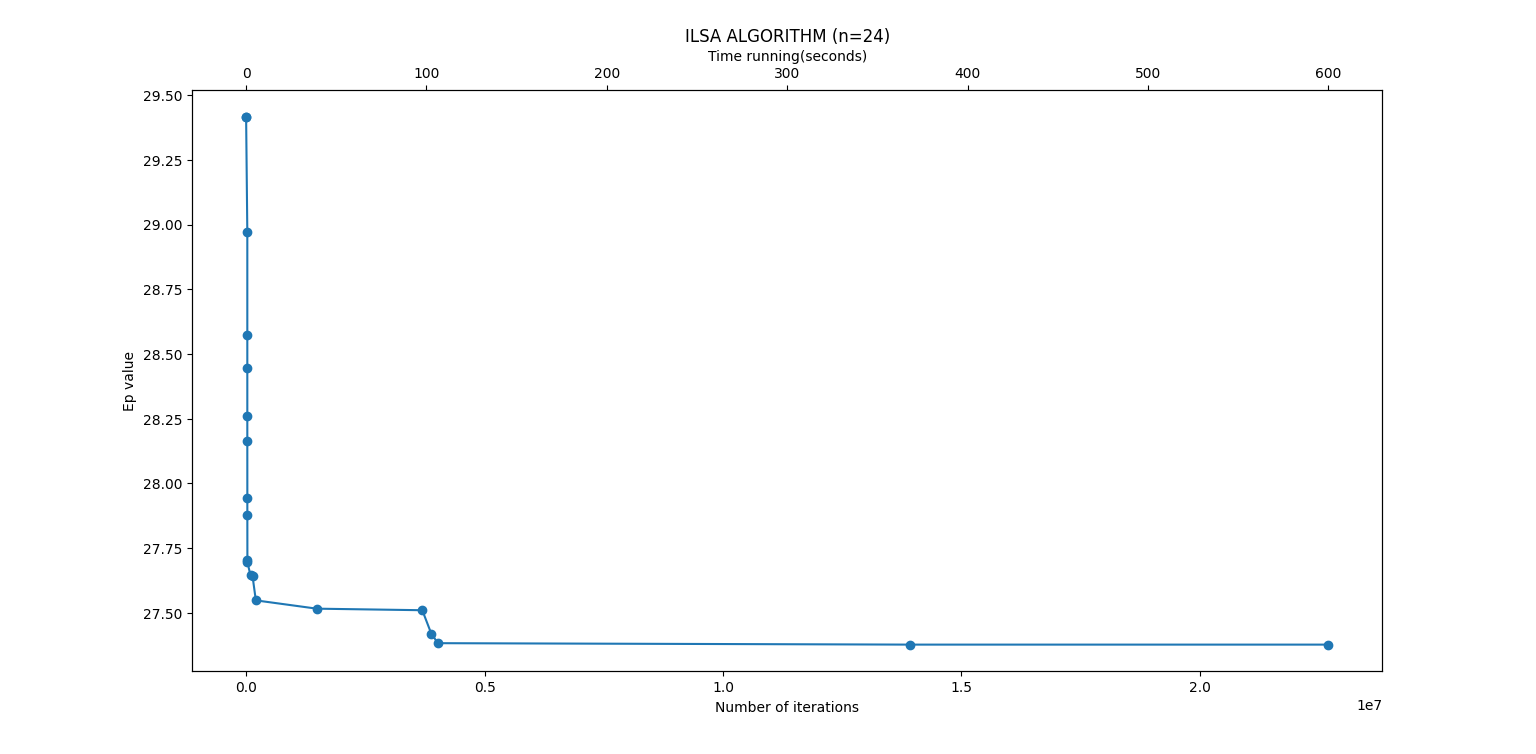 ILSA ALGORITHM (n=24)
Time running(seconds)
0 100 200 300 400 500 600
29.50
29.25
29.00
28.75
28.50
28.25
28.00
27.75
27.50
Ep value
0.0 0.5 1.0 1.5 2.0
1e7
Number of iterations